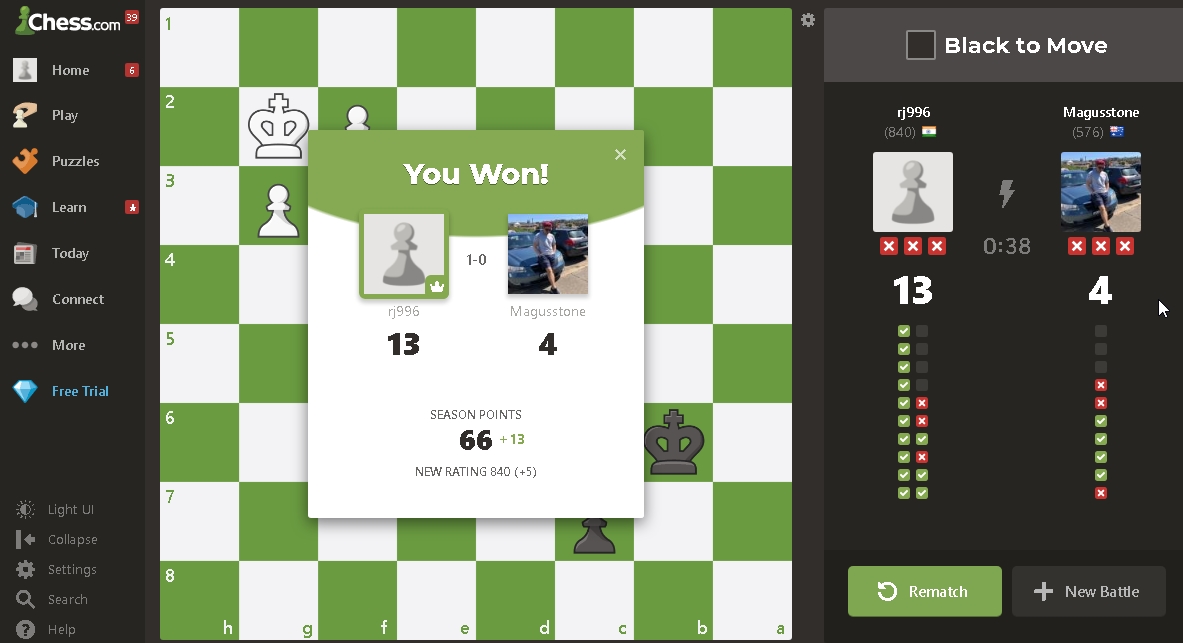 Chess.com
39
Home
6
Play
Puzzles
Learn
Today
Connect
More
Free Trial
Light UI
Collapse
Settings
Search
Help
1
2
3
4
5
6
7
8
h
g
f
e
d
c
b
a
You Won!
1-0
rj996
Magusstone
13
4
SEASON POINTS
66 +13
NEW RATING 840 (+5)
Black to Move
rj996
Magusstone
(840)
(576)
0:38
13
4
Rematch
New Battle